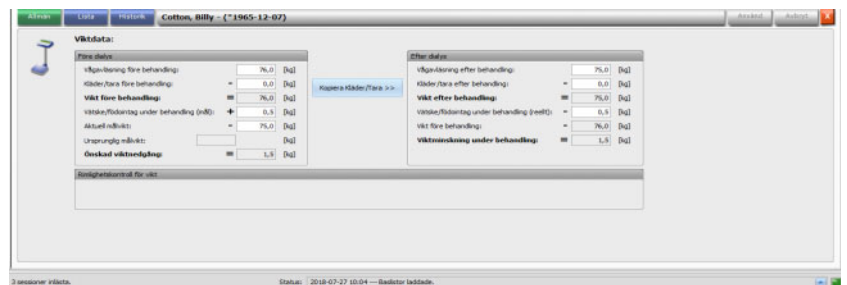 Allmän Lista Historik Cotton, Billy - (*1965-12-07) Använd Avbryt X
Viktdata:
Före dialys
Vågavläsning före behandling: 76,0 [kg]
Kläder/tara före behandling: - 0,0 [kg]
Vikt före behandling: = 76,0 [kg]
Vätske/födointag under behandling (mål): + 0,5 [kg]
Aktuell målvikt: - 75,0 [kg]
Ursprunglig målvikt: [kg]
Önskad viktnedgång: = 1,5 [kg]
Kopiera Kläder/Tara >>
Efter dialys
Vågavläsning efter behandling: 75,0 [kg]
Kläder/tara efter behandling: - 0,0 [kg]
Vikt efter behandling: = 75,0 [kg]
Vätske/födointag under behandling (reellt): - 0,5 [kg]
Vikt före behandling: - 76,0 [kg]
Viktminskning under behandling: = 1,5 [kg]
Rimlighetskontroll för vikt
3 sessioner inlästa. Status: 2018-07-27 10:04 — Baslistor laddade.